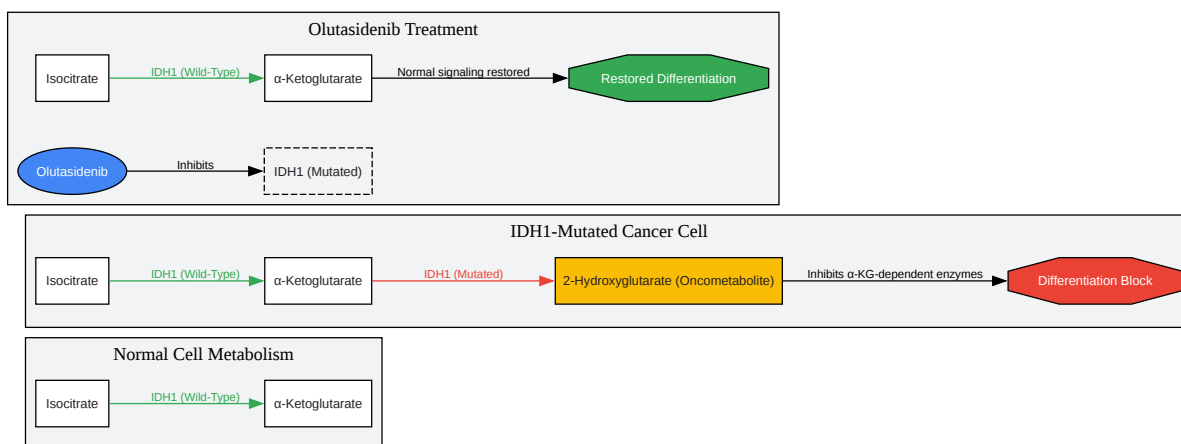 Olutasidenib Treatment
Isocitrate
IDH1 (Wild-Type)
α-Ketoglutarate
Normal signaling restored
Restored Differentiation
Olutasidenib
Inhibits
IDH1 (Mutated)
IDH1-Mutated Cancer Cell
Isocitrate
IDH1 (Wild-Type)
α-Ketoglutarate
IDH1 (Mutated)
2-Hydroxyglutarate (Oncometabolite)
Inhibits α-KG-dependent enzymes
Differentiation Block
Normal Cell Metabolism
Isocitrate
IDH1 (Wild-Type)
α-Ketoglutarate